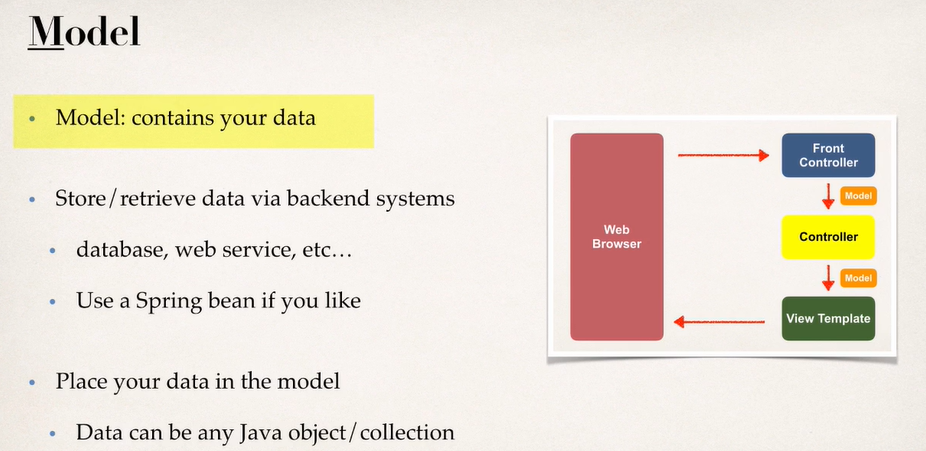 Model
• Model: contains your data
• Store/retrieve data via backend systems
• database, web service, etc…
• Use a Spring bean if you like
• Place your data in the model
• Data can be any Java object/collection
Web
Browser
Front
Controller
Model
Controller
Model
View Template